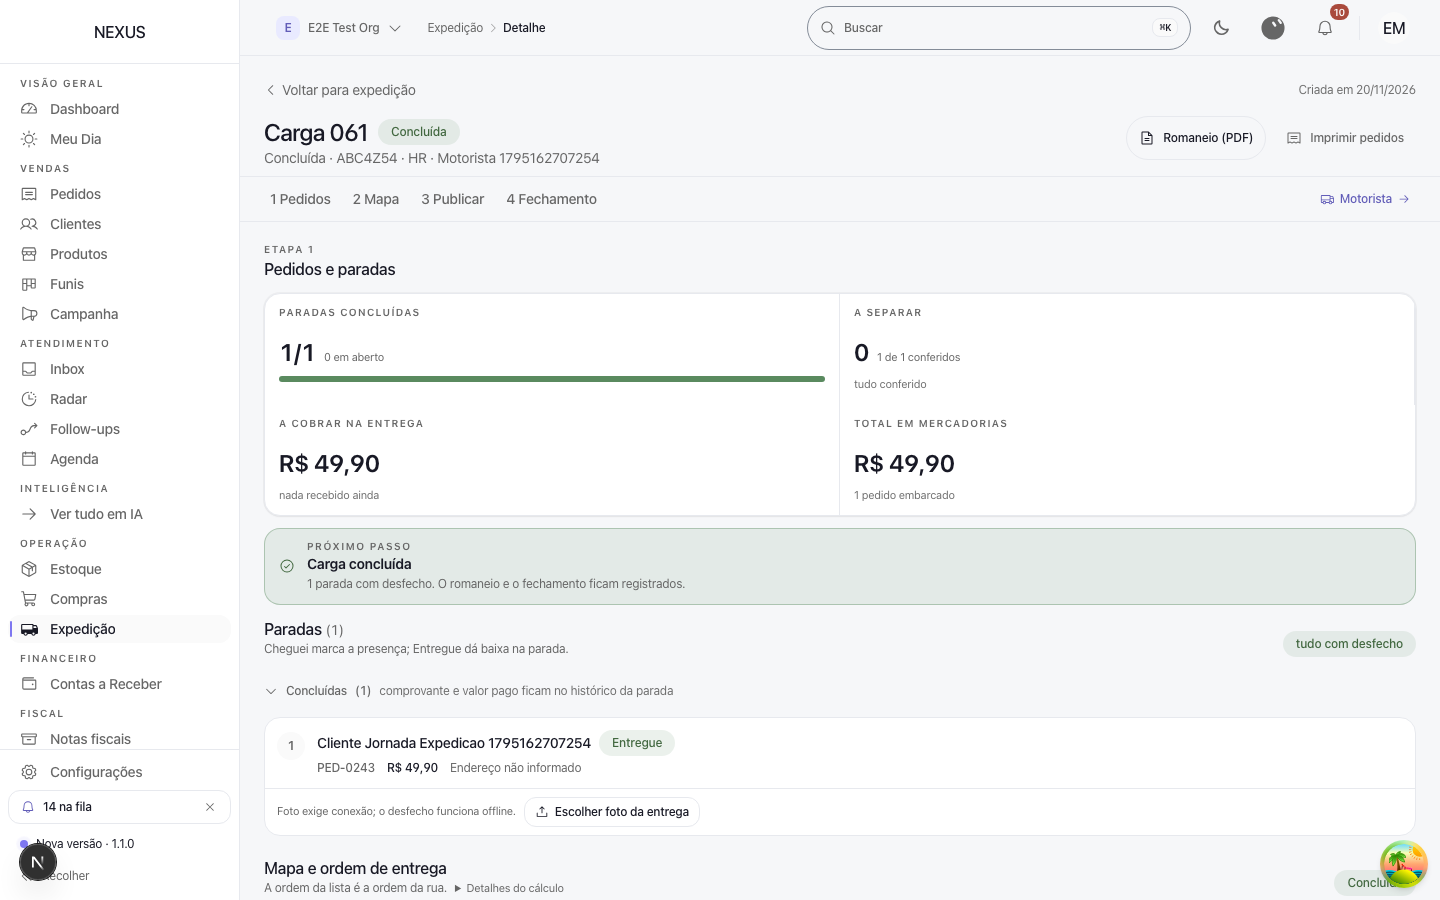 NEXUS
VISÃO GERAL
Dashboard
Meu Dia
VENDAS
Pedidos
Clientes
Produtos
Funis
Campanha
ATENDIMENTO
Inbox
Radar
Follow-ups
Agenda
INTELIGÊNCIA
Ver tudo em IA
OPERAÇÃO
Estoque
Compras
Expedição
FINANCEIRO
Contas a Receber
FISCAL
Notas fiscais
Configurações
14 na fila
Nova versão · 1.1.0
N
E E2E Test Org
Expedição > Detalhe
Buscar ⌘K
10
EM
Voltar para expedição
Criada em 20/11/2026
Carga 061 Concluída
Concluída · ABC4Z54 · HR · Motorista 1795162707254
Romaneio (PDF)
Imprimir pedidos
1 Pedidos 2 Mapa 3 Publicar 4 Fechamento
Motorista →
ETAPA 1
Pedidos e paradas
PARADAS CONCLUÍDAS
1/1 0 em aberto
A SEPARAR
0 1 de 1 conferidos
tudo conferido
A COBRAR NA ENTREGA
R$ 49,90
nada recebido ainda
TOTAL EM MERCADORIAS
R$ 49,90
1 pedido embarcado
PRÓXIMO PASSO
Carga concluída
1 parada com desfecho. O romaneio e o fechamento ficam registrados.
Paradas (1)
Cheguei marca a presença; Entregue dá baixa na parada.
tudo com desfecho
Concluídas (1) comprovante e valor pago ficam no histórico da parada
1 Cliente Jornada Expedicao 1795162707254 Entregue
PED-0243 R$ 49,90 Endereço não informado
Foto exige conexão; o desfecho funciona offline. Escolher foto da entrega
Mapa e ordem de entrega
A ordem da lista é a ordem da rua. ▶ Detalhes do cálculo